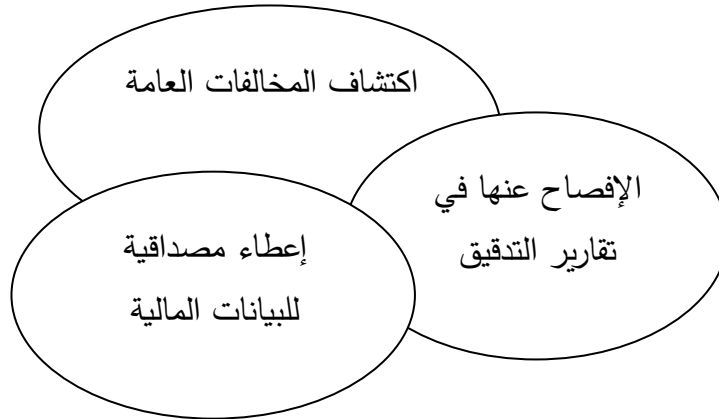 اكتشاف المخالفات العامة
الإفصاح عنها في
تقارير التدقيق
إعطاء مصداقية
للبيانات المالية